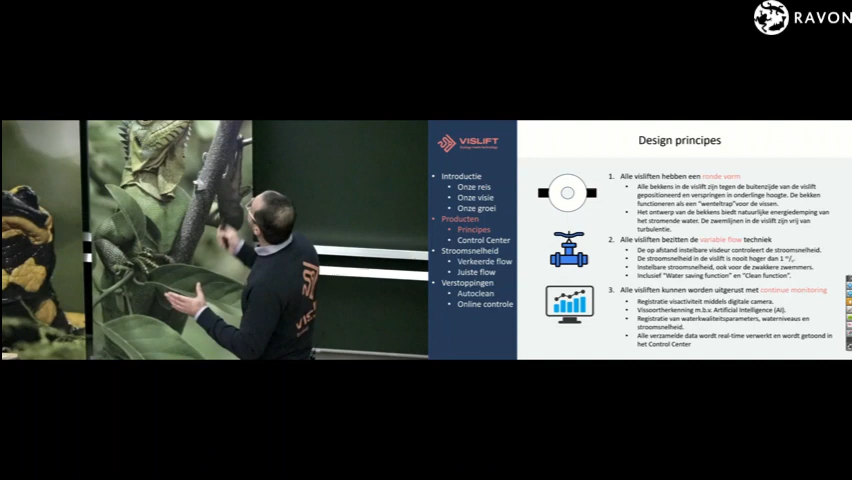 RAVON
VISLIFT
Design principes
• Introductie
• Onze reis
• Onze visie
• Onze groei
• Producten
• Principes
• Control Center
• Stroomsnelheid
• Verkeerde flow
• Juiste flow
• Verstoppingen
• Autoclean
• Online controle
1. Alle visliften hebben een ronde vorm
• Alle bekkens in de vislift zijn tegen de buitenzijde van de vislift
gepositioneerd en verspringen in onderlinge hoogte. De bekken
functioneren als een "wenteltrap"voor de vissen.
• Het ontwerp van de bekkens biedt natuurlijke energiedemping van
het stromende water. De zwemlijnen in de vislift zijn vrij van
turbulentie.
2. Alle visliften bezitten de variable flow techniek
• De op afstand instelbare visdeur controleert de stroomsnelheid.
• De stroomsnelheid in de vislift is nooit hoger dan 1 m/s.
• Instelbare stroomsnelheid, ook voor de zwakkere zwemmers.
• Inclusief "Water saving function" en "Clean function".
3. Alle visliften kunnen worden uitgerust met continue monitoring
• Registratie visactiviteit middels digitale camera.
• Vissoortherkenning m.b.v. Artificial Intelligence (AI).
• Registratie van waterkwaliteitsparameters, waterniveaus en
stroomsnelheid.
• Alle verzamelde data wordt real-time verwerkt en wordt getoond in
het Control Center